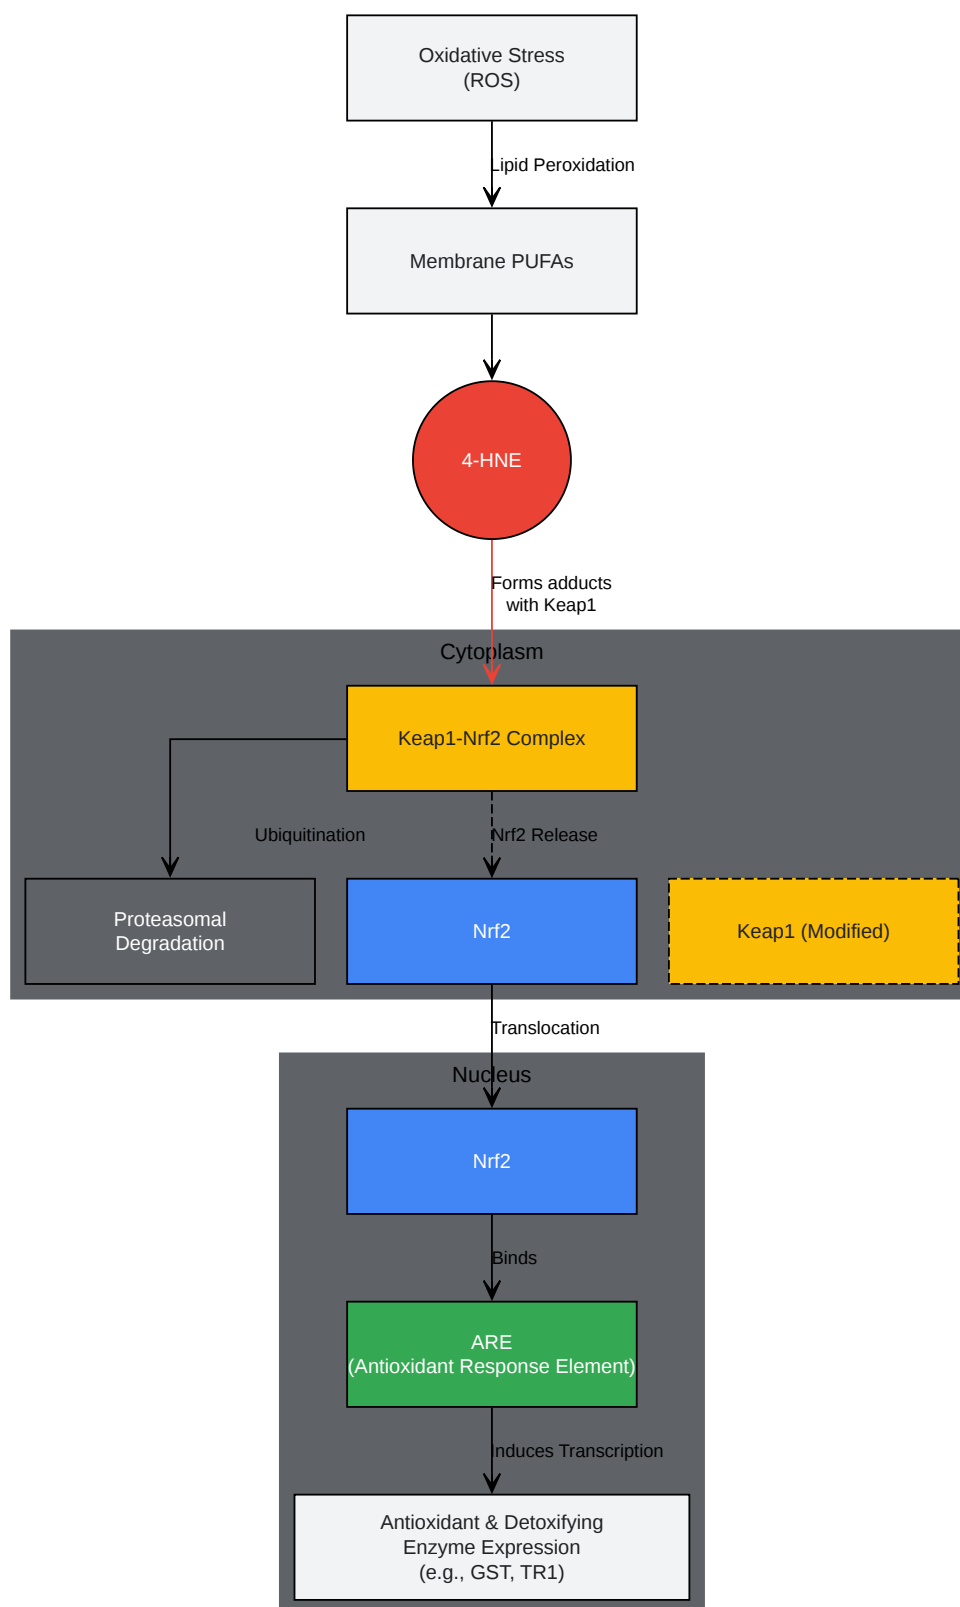 Oxidative Stress
(ROS)
Lipid Peroxidation
Membrane PUFAs
4-HNE
Forms adducts
with Keap1
Cytoplasm
Keap1-Nrf2 Complex
Ubiquitination
Nrf2 Release
Proteasomal
Degradation
Nrf2
Keap1 (Modified)
Translocation
Nucleus
Nrf2
Binds
ARE
(Antioxidant Response Element)
Induces Transcription
Antioxidant & Detoxifying
Enzyme Expression
(e.g., GST, TR1)